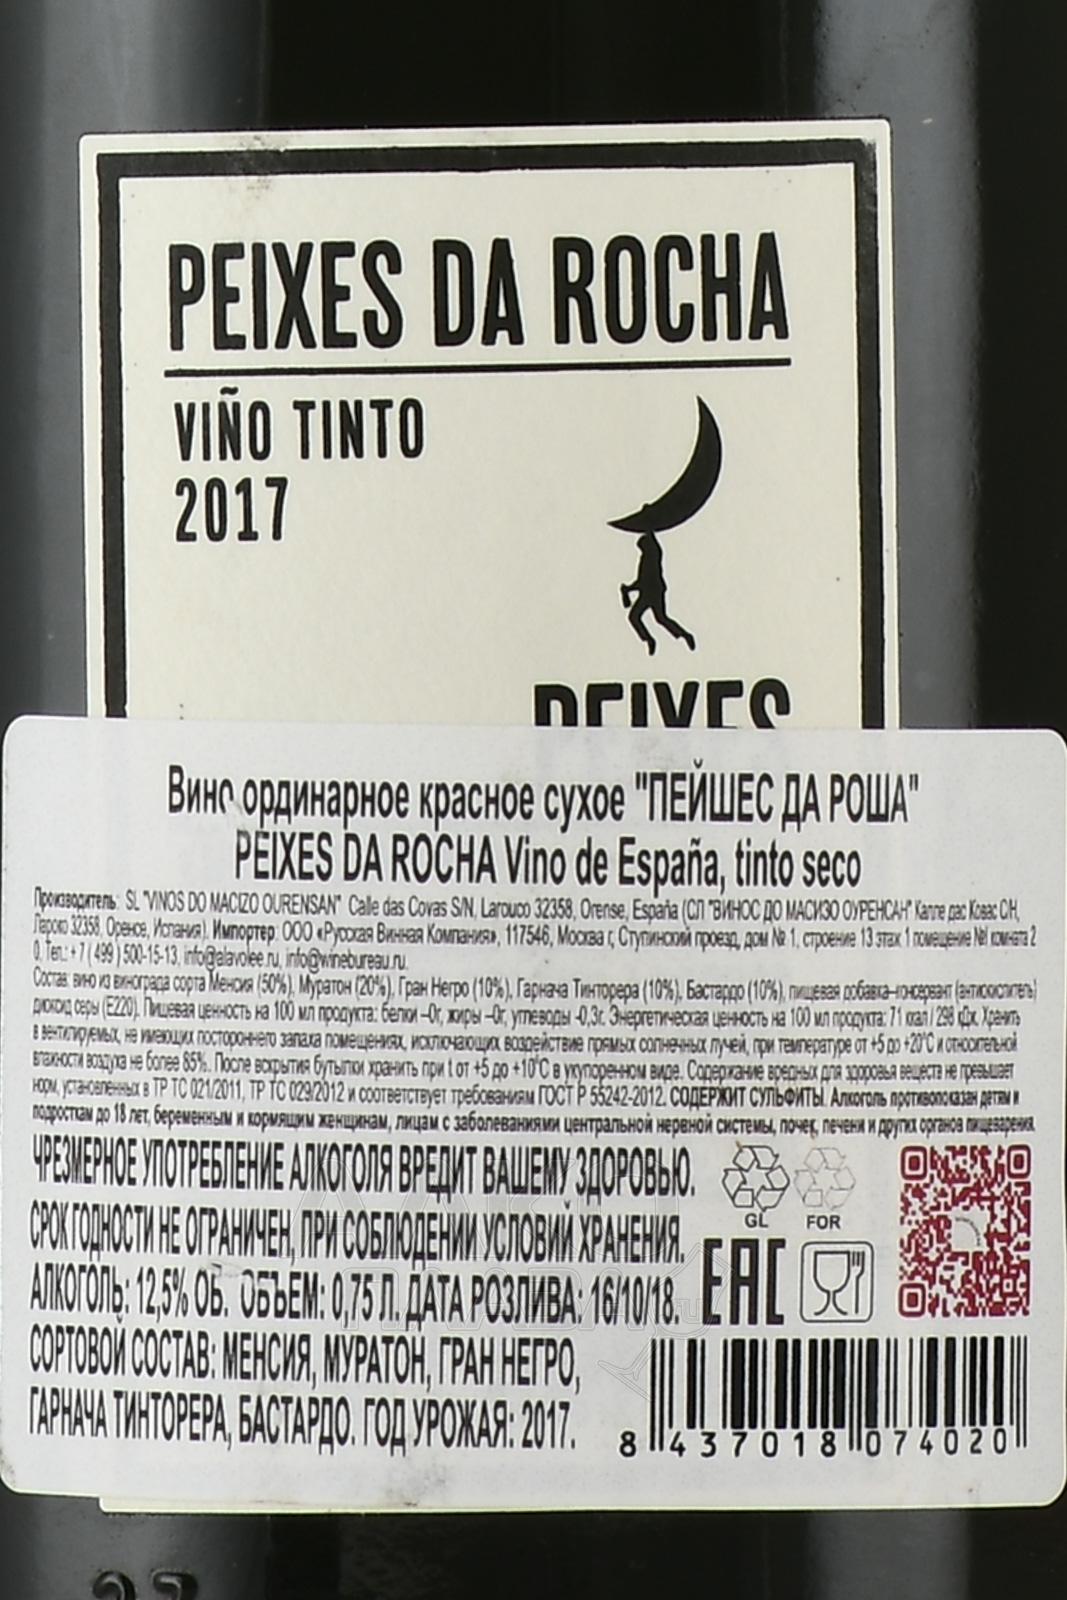 PEIXES DA ROCHA
VIÑO TINTO
2017
PEIXES
Вино ординарное красное сухое "ПЕЙШЕС ДА РОША"
PEIXES DA ROCHA Vino de España, tinto seco
Производитель: SL "VINOS DO MACIZO OURENSAN" Calle das Covas S/N, Larouco 32358, Orense, España (СЛ "ВИНОС ДО МАСИЗО ОУРЕНСАН" Калле дас Ковас СН,
Лароко 32358, Оренсе, Испания). Импортер: ООО «Русская Винная Компания», 117546, Москва г, Ступинский проезд, дом № 1, строение 13 этаж 1 помещение №I комната 2
0, Тел.: + 7 ( 499 ) 500-15-13, info@alavolee.ru, info@winebureau.ru.
Состав: вино из винограда сорта Менсия (50%), Муратон (20%), Гран Негро (10%), Гарнача Тинторера (10%), Бастардо (10%), пищевая добавка–консервант (антиокислитель)
диоксид серы (Е220). Пищевая ценность на 100 мл продукта: белки –0г, жиры –0г, углеводы -0,3г. Энергетическая ценность на 100 мл продукта: 71 ккал / 298 кДж. Хранить
в вентилируемых, не имеющих постороннего запаха помещениях, исключающих воздействие прямых солнечных лучей, при температуре от +5 до +20°С и относительной
влажности воздуха не более 85%. После вскрытия бутылки хранить при t от +5 до +10°С в укупоренном виде. Содержание вредных для здоровья веществ не превышает
норм, установленных в ТР ТС 021/2011, ТР ТС 029/2012 и соответствует требованиям ГОСТ Р 55242-2012. СОДЕРЖИТ СУЛЬФИТЫ. Алкоголь противопоказан детям и
подросткам до 18 лет, беременным и кормящим женщинам, лицам с заболеваниями центральной нервной системы, почек, печени и других органов пищеварения.
ЧРЕЗМЕРНОЕ УПОТРЕБЛЕНИЕ АЛКОГОЛЯ ВРЕДИТ ВАШЕМУ ЗДОРОВЬЮ.
СРОК ГОДНОСТИ НЕ ОГРАНИЧЕН, ПРИ СОБЛЮДЕНИИ УСЛОВИЙ ХРАНЕНИЯ.
GL FOR
АЛКОГОЛЬ: 12,5% ОБ. ОБЪЕМ: 0,75 Л. ДАТА РОЗЛИВА: 16/10/18.
EAC
СОРТОВОЙ СОСТАВ: МЕНСИЯ, МУРАТОН, ГРАН НЕГРО,
ГАРНАЧА ТИНТОРЕРА, БАСТАРДО. ГОД УРОЖАЯ: 2017.
8 437018 074020